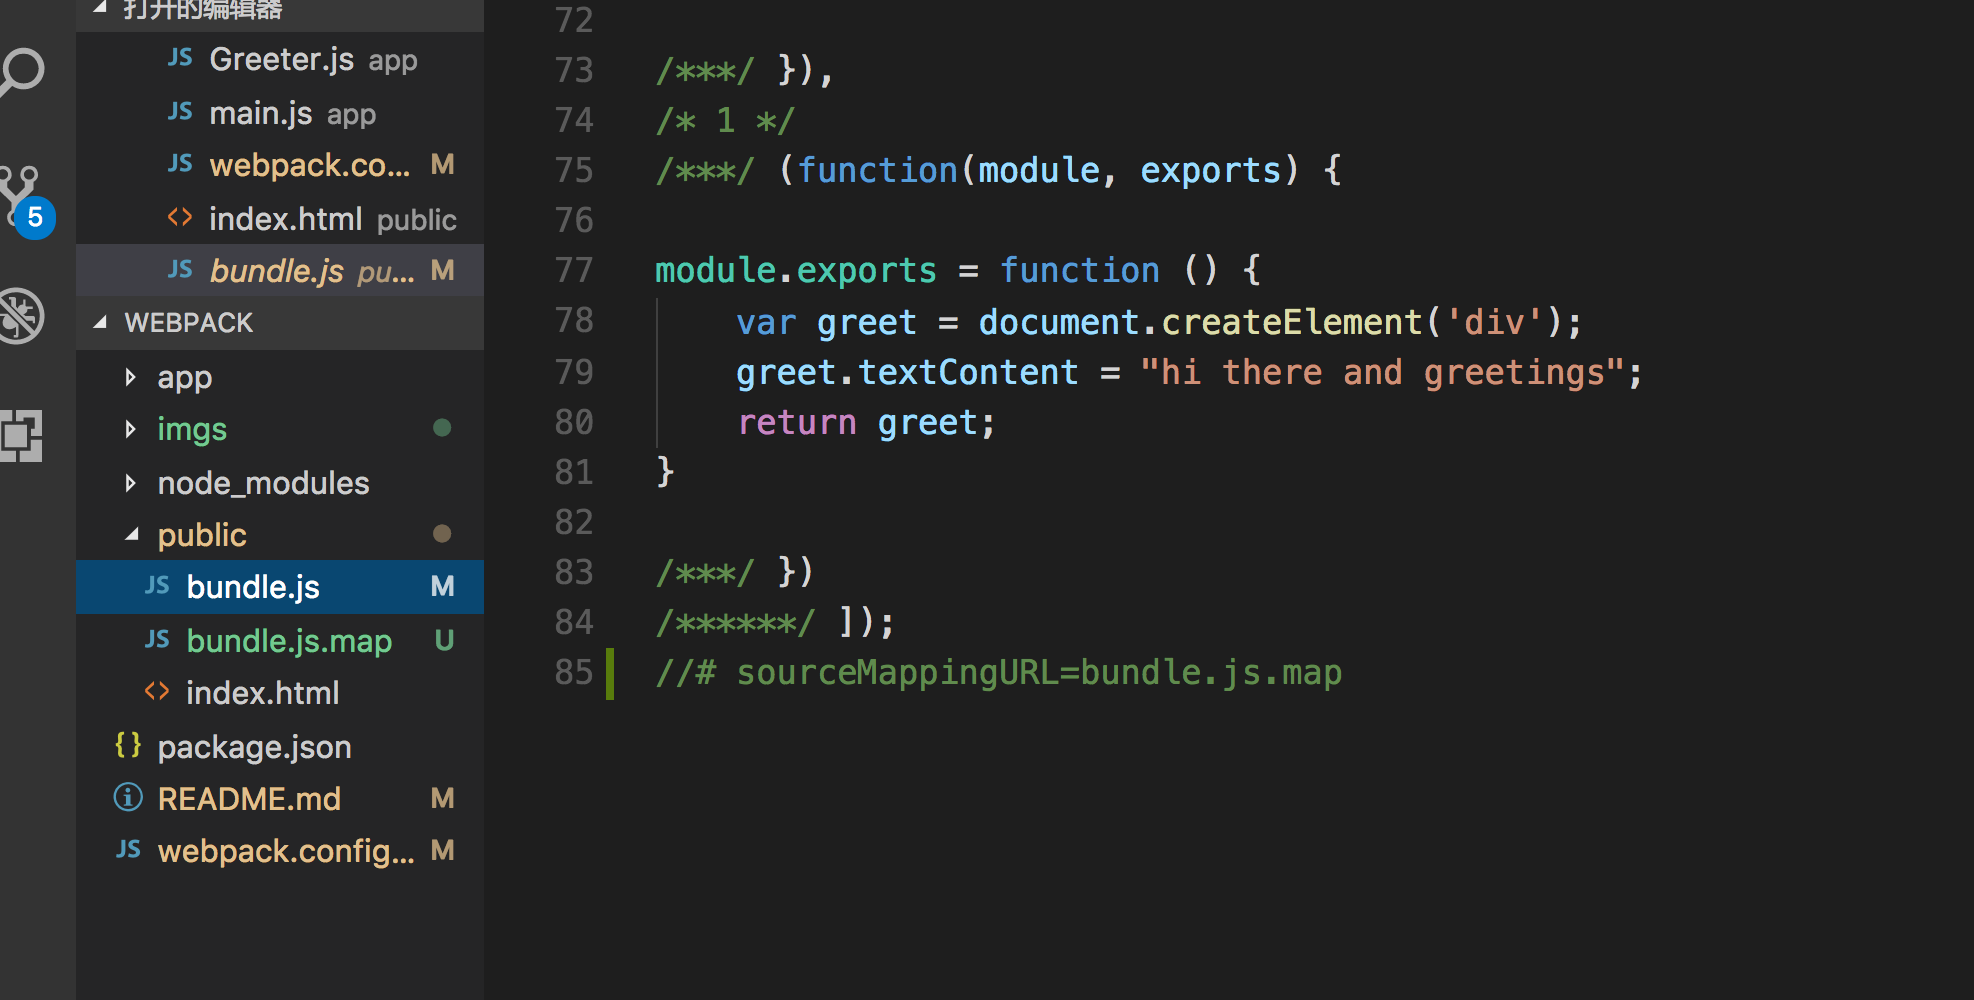 打开的编辑器
JS Greeter.js app
JS main.js app
JS webpack.co... M
<> index.html public
JS bundle.js pu... M
WEBPACK
app
imgs
node_modules
public
JS bundle.js M
JS bundle.js.map U
<> index.html
{} package.json
README.md M
JS webpack.config... M
5
72
73 /***/ }),
74 /* 1 */
75 /***/ (function(module, exports) {
76
77 module.exports = function () {
78     var greet = document.createElement('div');
79     greet.textContent = "hi there and greetings";
80     return greet;
81 }
82
83 /***/ })
84 /******/ ]);
85 //# sourceMappingURL=bundle.js.map